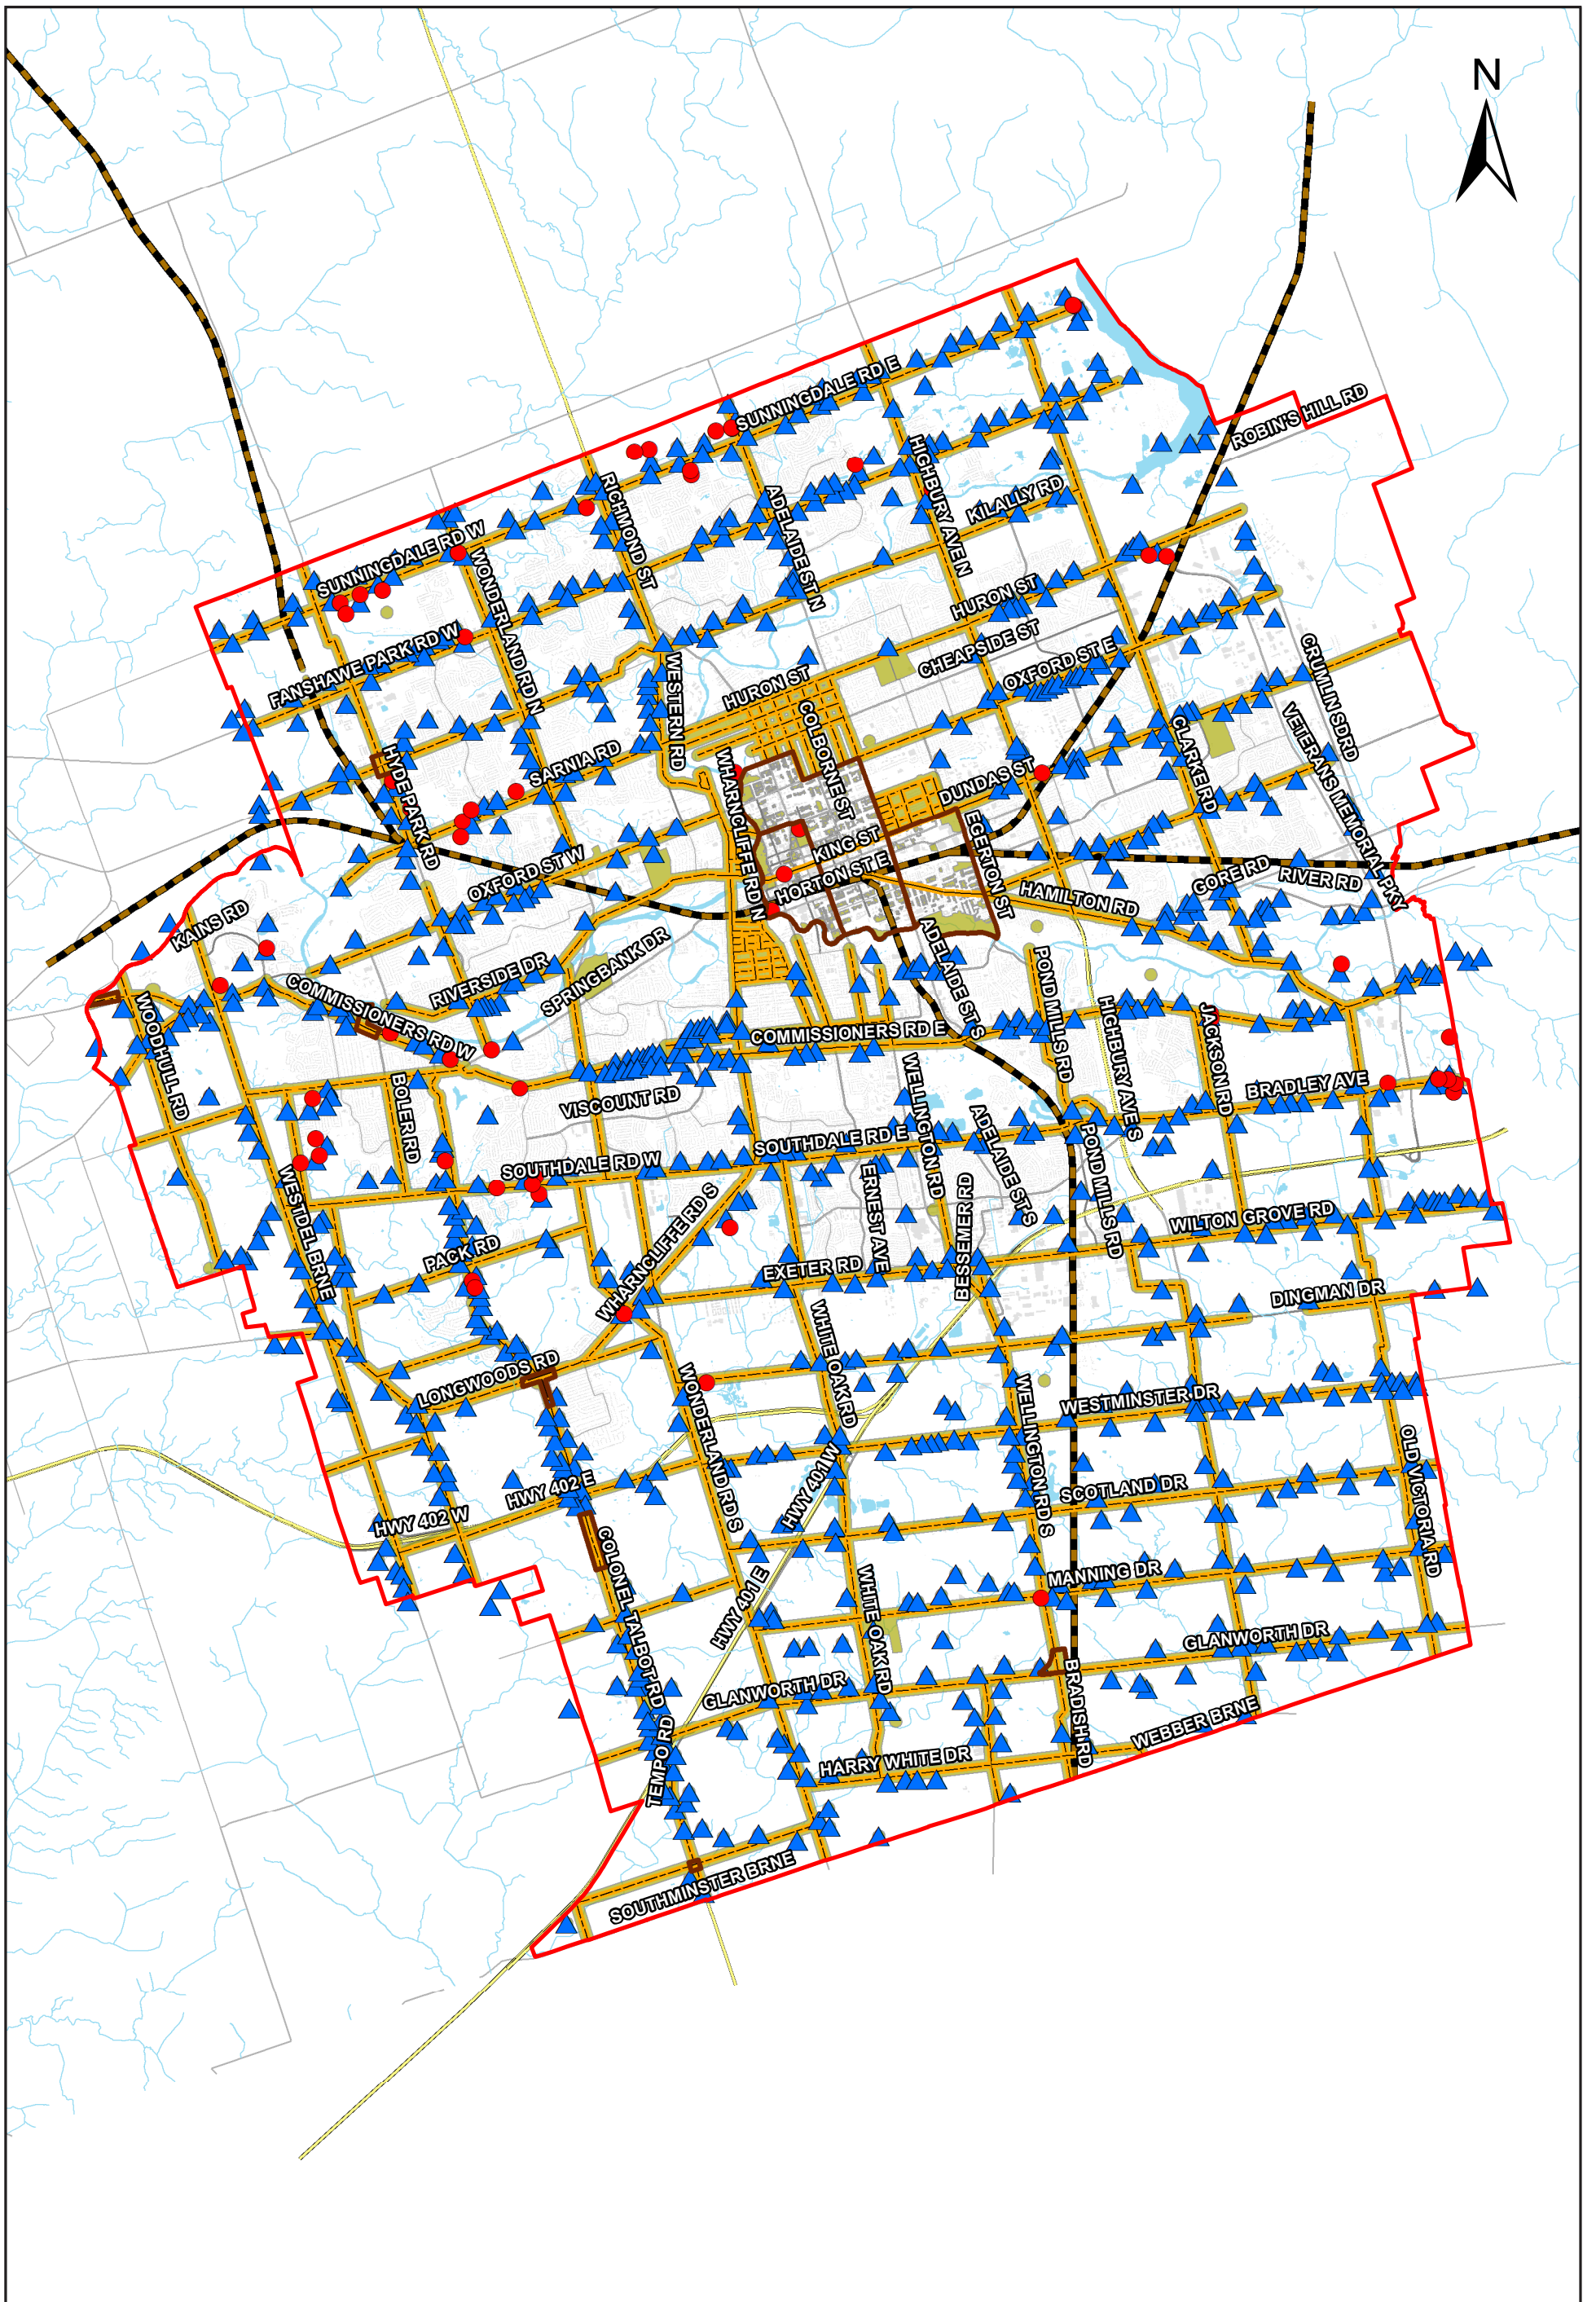 N
ROBIN'S HILL RD
SUNNINGDALE RD E
HIGHBURY AVE N
KILALLY RD
RICHMOND ST
ADELAIDE ST N
SUNNINGDALE RD W
WONDERLAND RD N
HURON ST
CHEAPSIDE ST
OXFORD ST E
FANSHAWE PARK RD W
WESTERN RD
HURON ST
CRUMLIN SDRD
COLBORNE ST
VETERANS MEMORIAL PKY
CLARKE RD
HYDE PARK RD
SARNIA RD
WHARNCLIFFE RD N
DUNDAS ST
KING ST
EGERTON ST
OXFORD ST W
HORTON ST E
HAMILTON RD
GORE RD
RIVER RD
KAINS RD
SPRINGBANK DR
ADELAIDE ST S
RIVERSIDE DR
POND MILLS RD
COMMISSIONERS RD W
WOODHULL RD
HIGHBURY AVE S
JACKSON RD
COMMISSIONERS RD E
BOLER RD
VISCOUNT RD
WELLINGTON RD
BRADLEY AVE
ADELAIDE ST S
SOUTHDALE RD E
POND MILLS RD
SOUTHDALE RD W
ERNEST AVE
WESTDEL BRNE
BESSEMER RD
WHARNCLIFFE RD S
WILTON GROVE RD
PACK RD
EXETER RD
DINGMAN DR
WHITE OAK RD
LONGWOODS RD
WONDERLAND RD S
WELLINGTON RD S
WESTMINSTER DR
OLD VICTORIA RD
HWY 401 W
HWY 402 E
SCOTLAND DR
HWY 402 W
COLONEL TALBOT RD
HWY 401 E
WHITE OAK RD
MANNING DR
GLANWORTH DR
GLANWORTH DR
BRADISH RD
TEMPO RD
WEBBER BRNE
HARRY WHITE DR
SOUTHMINSTER BRNE